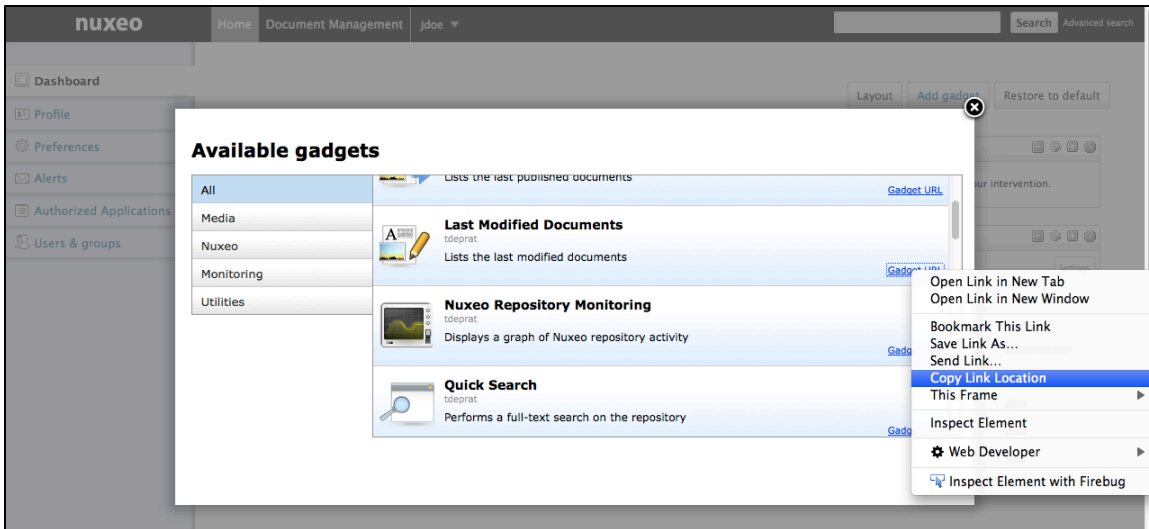 nuxeo
Home Document Management jdoe
Search Advanced search
Dashboard
Profile
Preferences
Alerts
Authorized Applications
Users & groups
Layout Add gadget Restore to default
our intervention.
Settings
Available gadgets
All
Media
Nuxeo
Monitoring
Utilities
Lists the last published documents
Gadget URL
Last Modified Documents
tdeprat
Lists the last modified documents
Gadget URL
Nuxeo Repository Monitoring
tdeprat
Displays a graph of Nuxeo repository activity
Gadg
Quick Search
tdeprat
Performs a full-text search on the repository
Gadg
Open Link in New Tab
Open Link in New Window
Bookmark This Link
Save Link As...
Send Link...
Copy Link Location
This Frame
Inspect Element
Web Developer
Inspect Element with Firebug